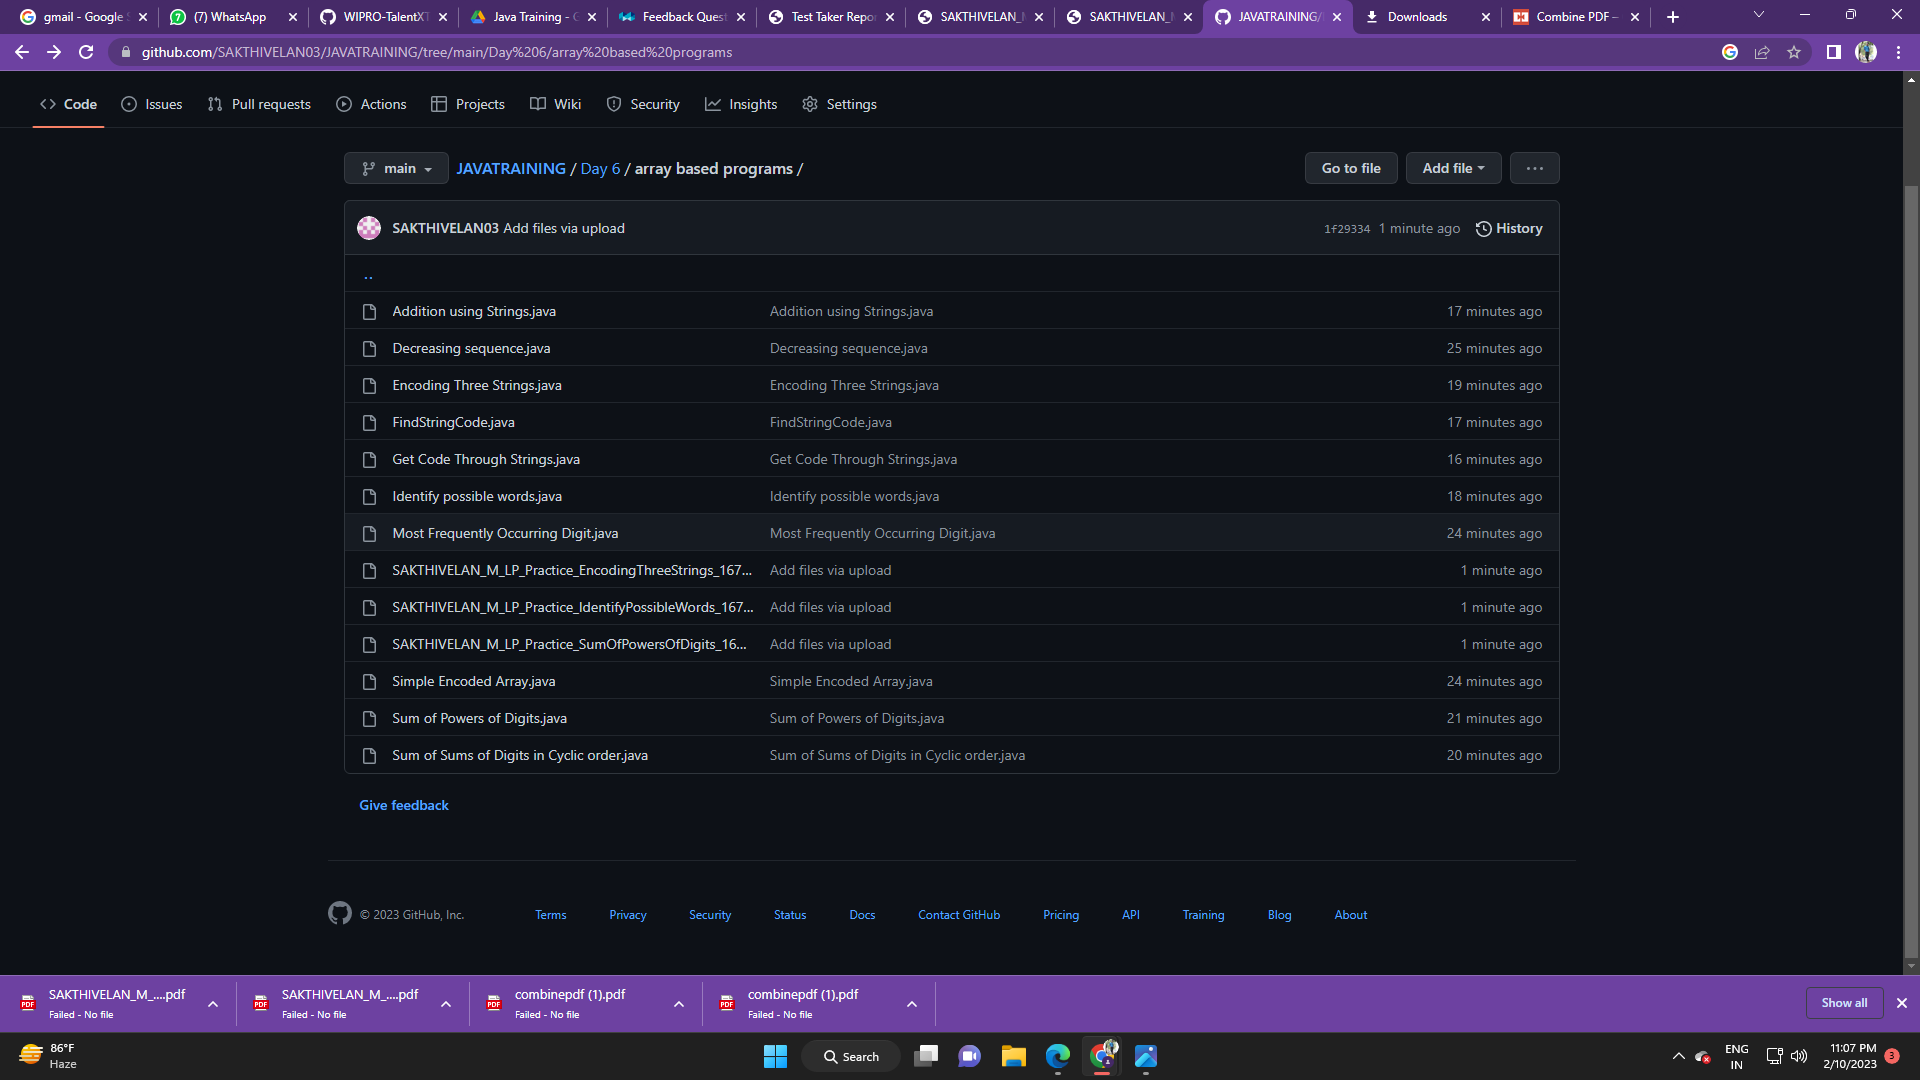 gmail - Google S
(7) WhatsApp
WIPRO-TalentXT
Java Training - G
Feedback Quest
Test Taker Repor
SAKTHIVELAN_M
SAKTHIVELAN_M
JAVATRAINING/
Downloads
Combine PDF –
github.com/SAKTHIVELAN03/JAVATRAINING/tree/main/Day%206/array%20based%20programs
Code
Issues
Pull requests
Actions
Projects
Wiki
Security
Insights
Settings
main
JAVATRAINING / Day 6 / array based programs /
Go to file
Add file
...
SAKTHIVELAN03 Add files via upload
1f29334 1 minute ago
History
..
Addition using Strings.java Addition using Strings.java 17 minutes ago
Decreasing sequence.java Decreasing sequence.java 25 minutes ago
Encoding Three Strings.java Encoding Three Strings.java 19 minutes ago
FindStringCode.java FindStringCode.java 17 minutes ago
Get Code Through Strings.java Get Code Through Strings.java 16 minutes ago
Identify possible words.java Identify possible words.java 18 minutes ago
Most Frequently Occurring Digit.java Most Frequently Occurring Digit.java 24 minutes ago
SAKTHIVELAN_M_LP_Practice_EncodingThreeStrings_167... Add files via upload 1 minute ago
SAKTHIVELAN_M_LP_Practice_IdentifyPossibleWords_167... Add files via upload 1 minute ago
SAKTHIVELAN_M_LP_Practice_SumOfPowersOfDigits_16... Add files via upload 1 minute ago
Simple Encoded Array.java Simple Encoded Array.java 24 minutes ago
Sum of Powers of Digits.java Sum of Powers of Digits.java 21 minutes ago
Sum of Sums of Digits in Cyclic order.java Sum of Sums of Digits in Cyclic order.java 20 minutes ago
Give feedback
© 2023 GitHub, Inc.
Terms
Privacy
Security
Status
Docs
Contact GitHub
Pricing
API
Training
Blog
About
PDF
SAKTHIVELAN_M_....pdf
Failed - No file
PDF
SAKTHIVELAN_M_....pdf
Failed - No file
PDF
combinepdf (1).pdf
Failed - No file
PDF
combinepdf (1).pdf
Failed - No file
Show all
86°F
Haze
Search
ENG
IN
11:07 PM
2/10/2023
3